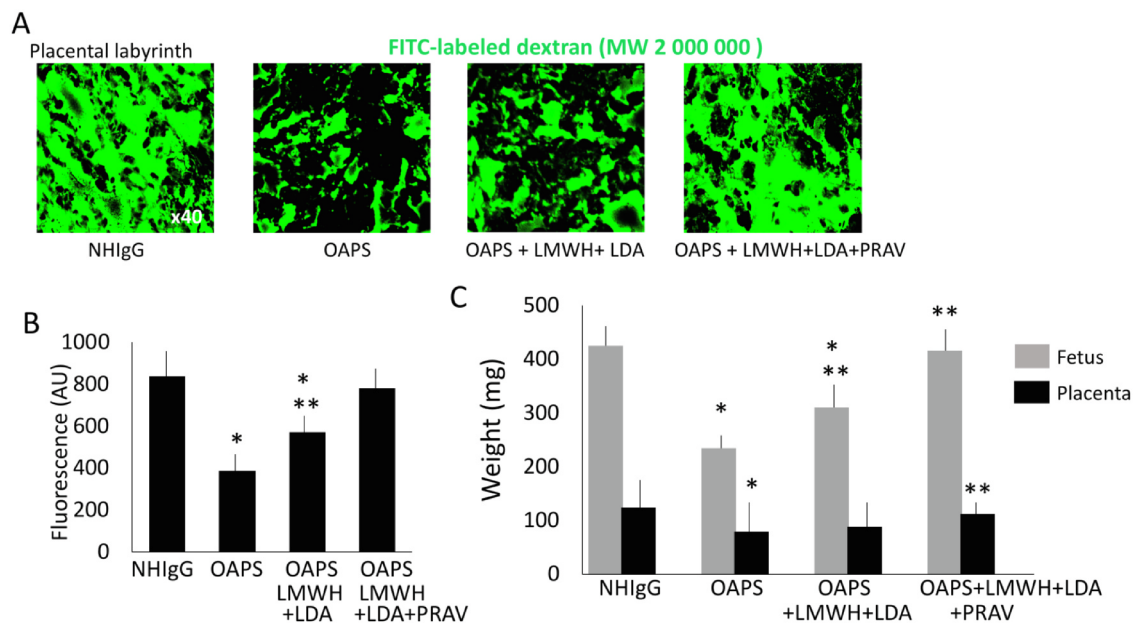 A
Placental labyrinth
FITC-labeled dextran (MW 2 000 000 )
x40
NHIgG
OAPS
OAPS + LMWH+ LDA
OAPS + LMWH+LDA+PRAV
B
Fluorescence (AU)
1000
800
600
400
200
0
*
*
**
NHIgG
OAPS
OAPS
LMWH
+LDA
OAPS
LMWH
+LDA+PRAV
C
Weight (mg)
500
400
300
200
100
0
*
*
*
**
**
**
Fetus
Placenta
NHIgG
OAPS
OAPS
+LMWH+LDA
OAPS+LMWH+LDA
+PRAV